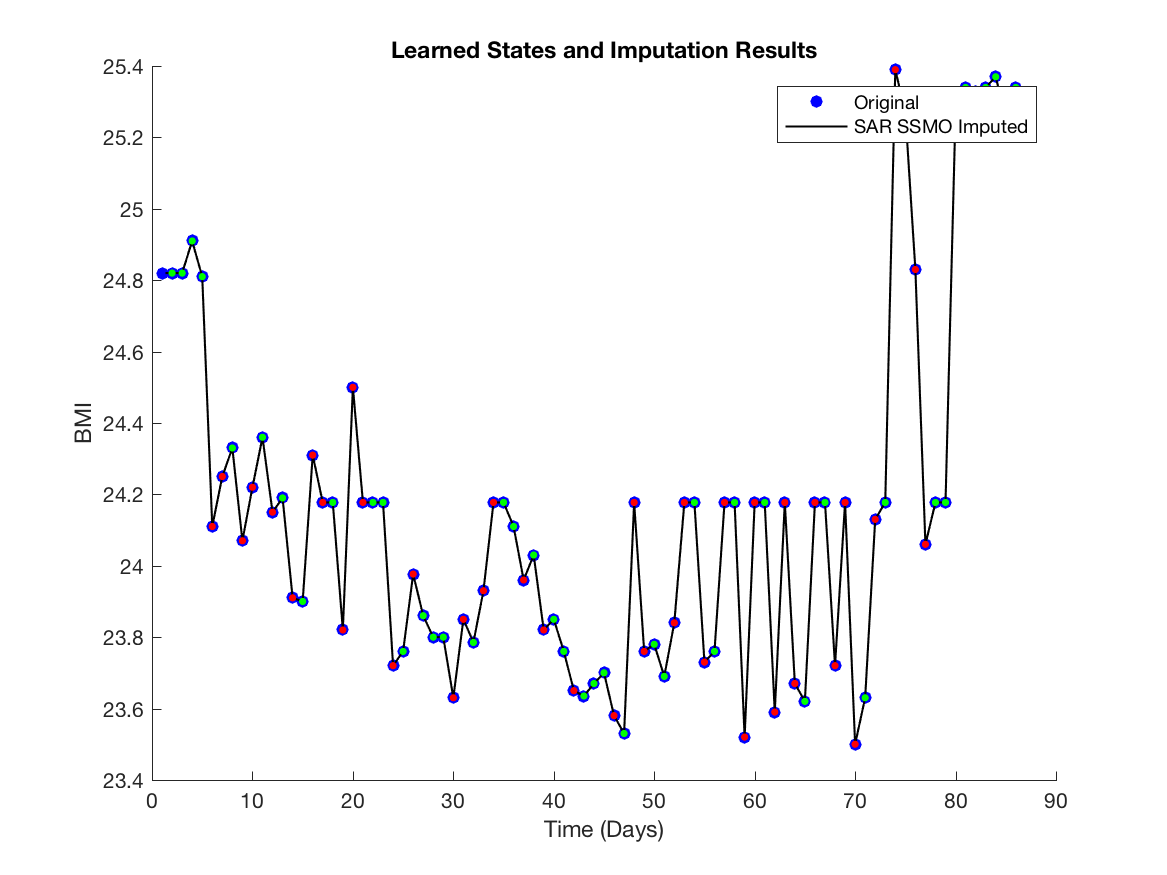 Learned States and Imputation Results
25.4
25.2
25
24.8
24.6
24.4
24.2
24
23.8
23.6
23.4
BMI
Original
SAR SSMO Imputed
0 10 20 30 40 50 60 70 80 90
Time (Days)